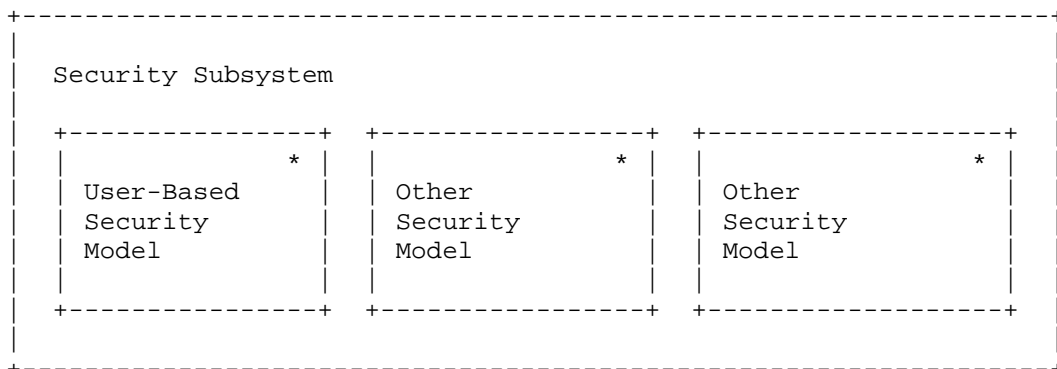 Security Subsystem
* * *
User-Based Other Other
Security Security Security
Model Model Model